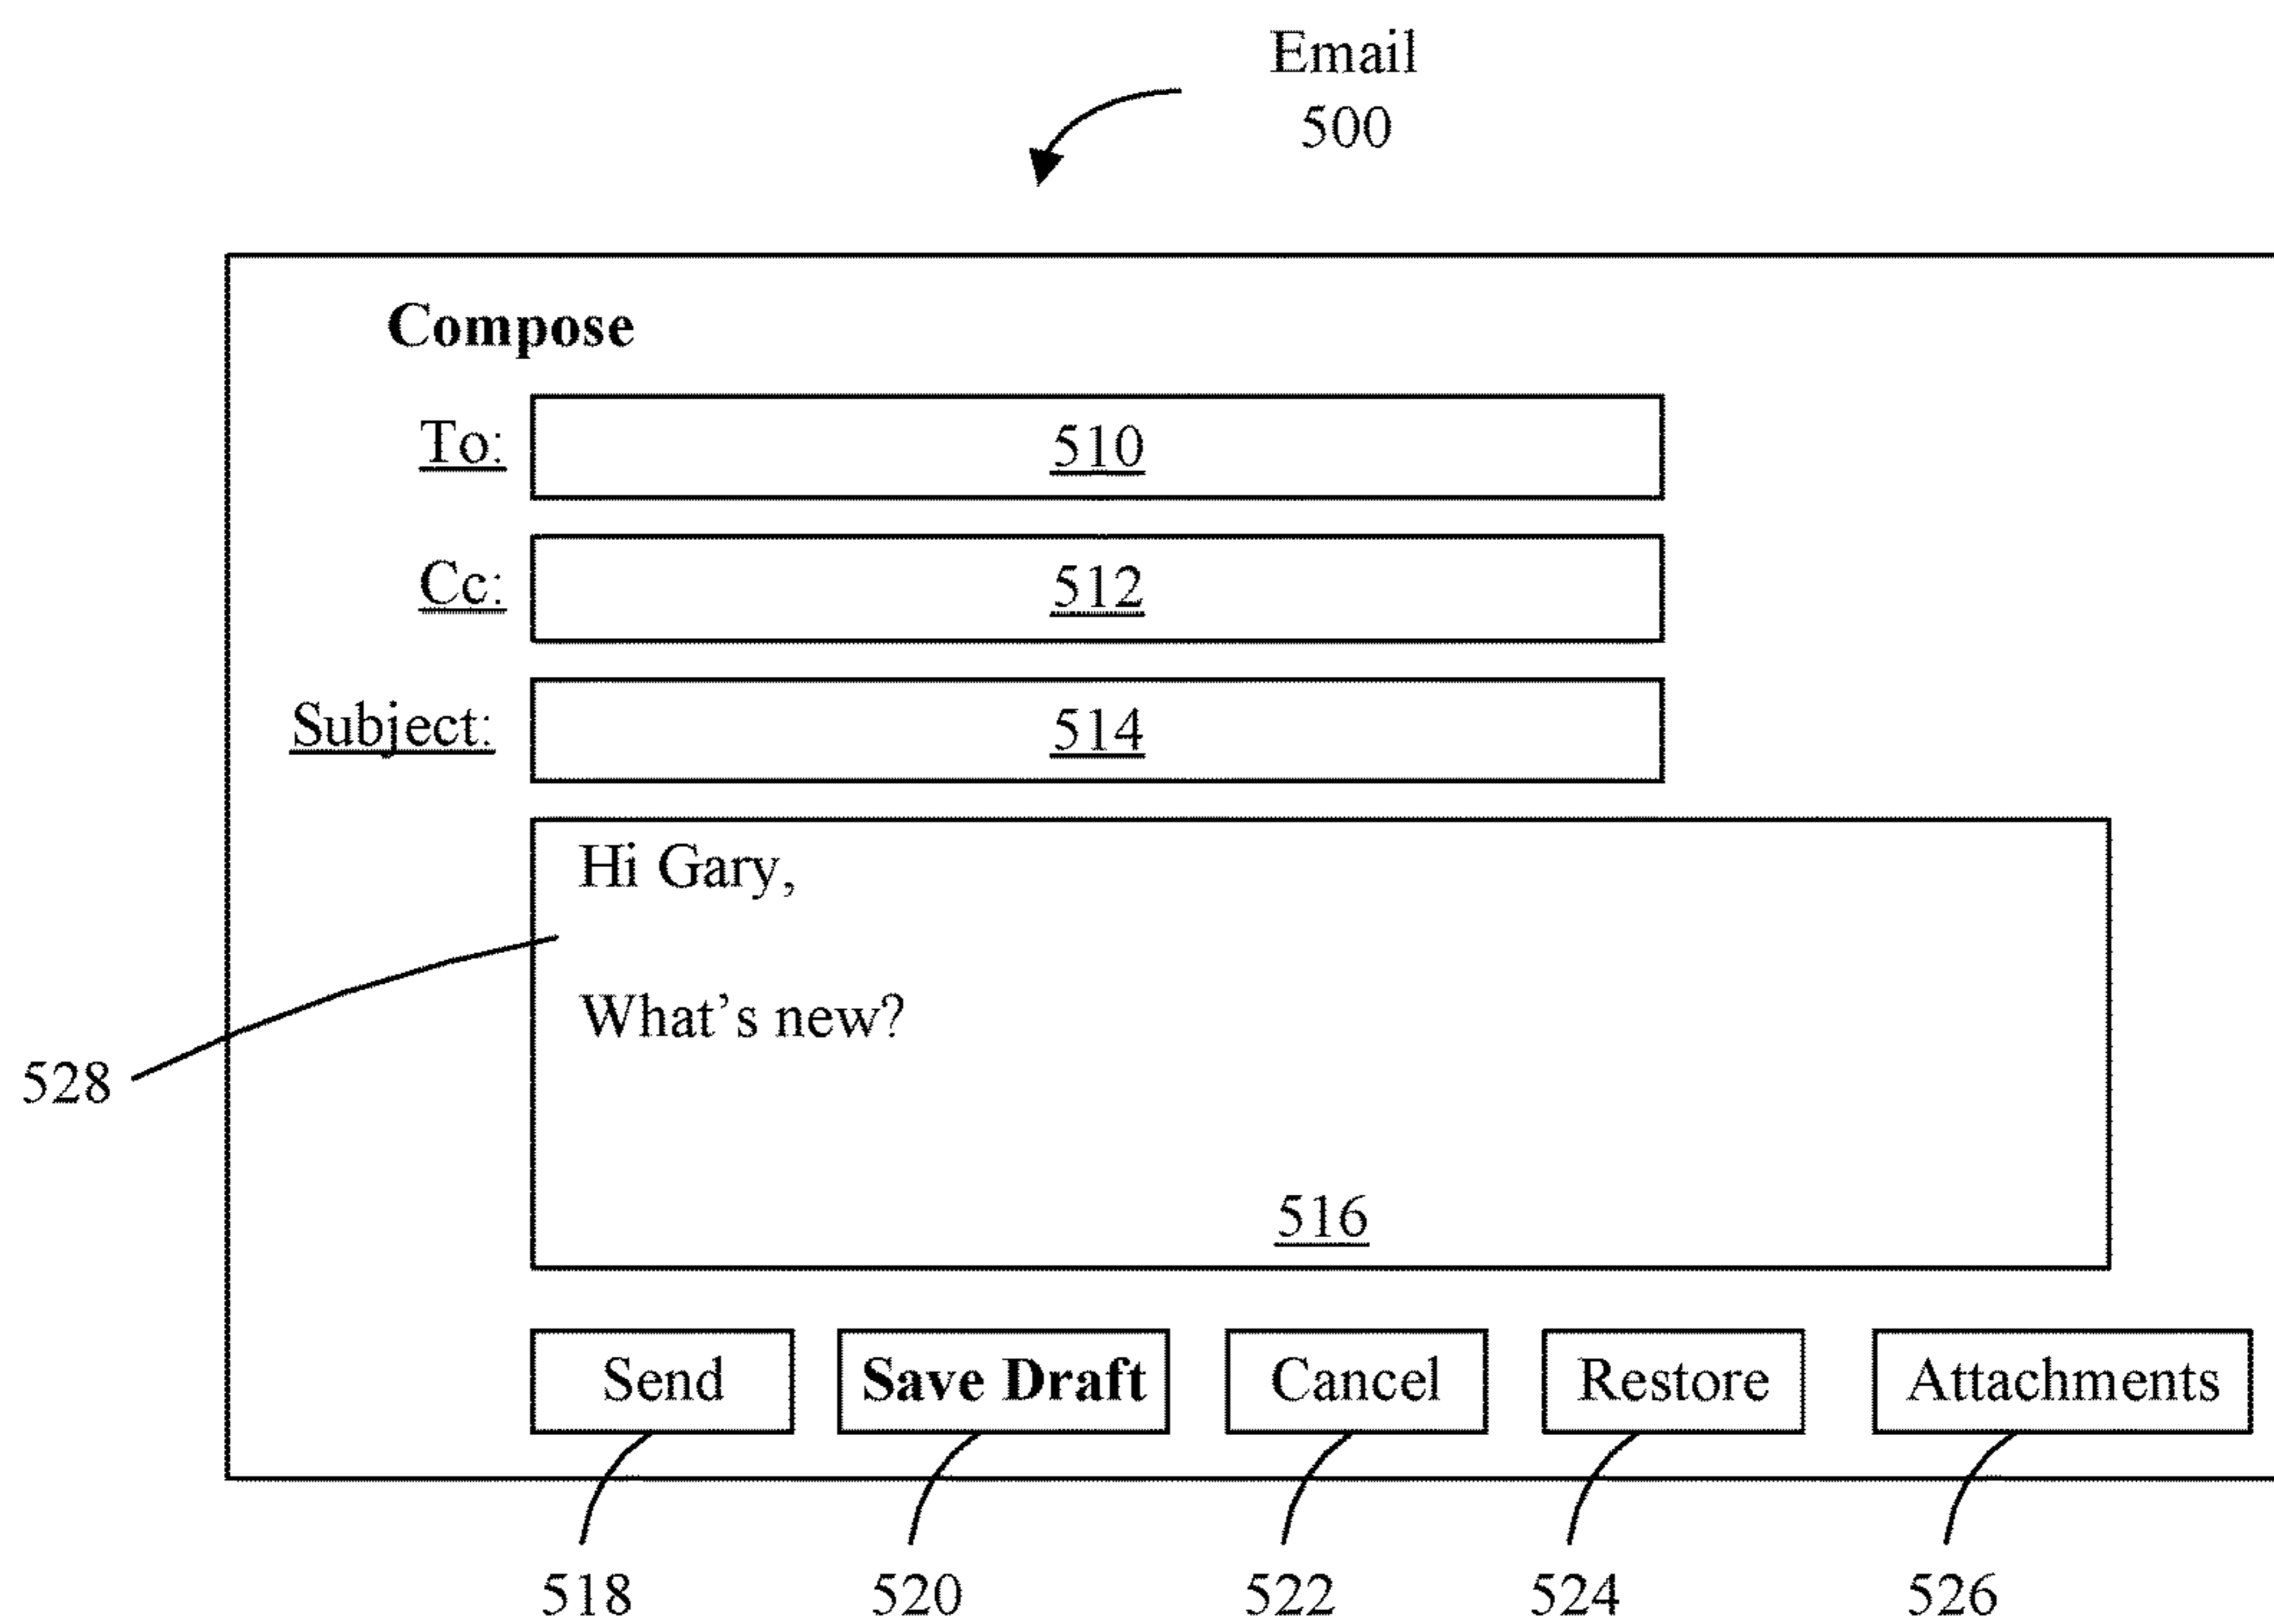 Email
500
Compose
To: 510
Cc: 512
Subject: 514
Hi Gary,
What's new?
528
516
Send Save Draft Cancel Restore Attachments
518 520 522 524 526